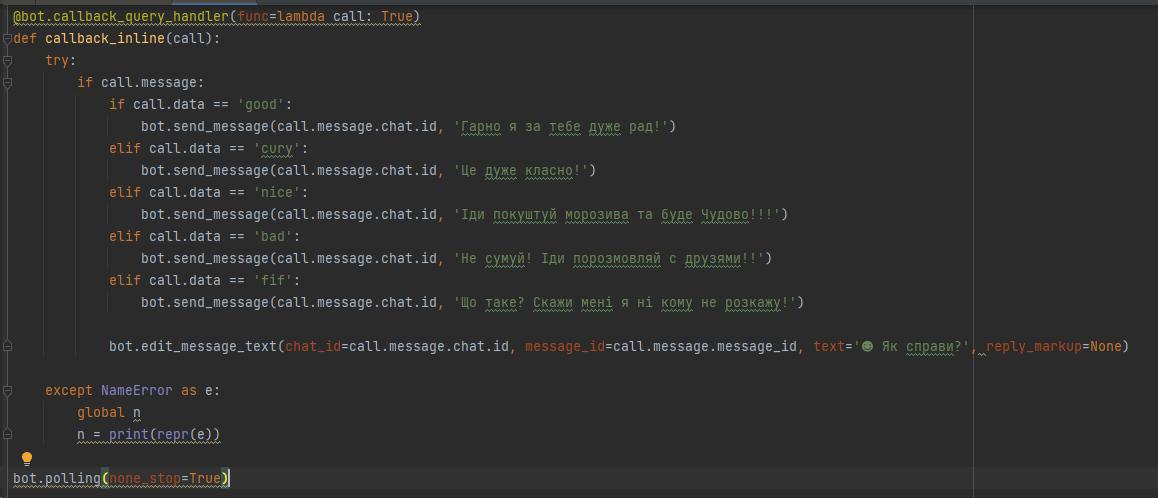 @bot.callback_query_handler(func=lambda call: True)
def callback_inline(call):
    try:
        if call.message:
            if call.data == 'good':
                bot.send_message(call.message.chat.id, 'Гарно я за тебе дуже рад!')
            elif call.data == 'cury':
                bot.send_message(call.message.chat.id, 'Це дуже класно!')
            elif call.data == 'nice':
                bot.send_message(call.message.chat.id, 'Іди покуштуй морозива та буде Чудово!!!')
            elif call.data == 'bad':
                bot.send_message(call.message.chat.id, 'Не сумуй! Іди порозмовляй с друзями!!')
            elif call.data == 'fif':
                bot.send_message(call.message.chat.id, 'Що таке? Скажи мені я ні кому не розкажу!')
            bot.edit_message_text(chat_id=call.message.chat.id, message_id=call.message.message_id, text='☻ Як справи?', reply_markup=None)
    except NameError as e:
        global n
        n = print(repr(e))
bot.polling(none_stop=True)